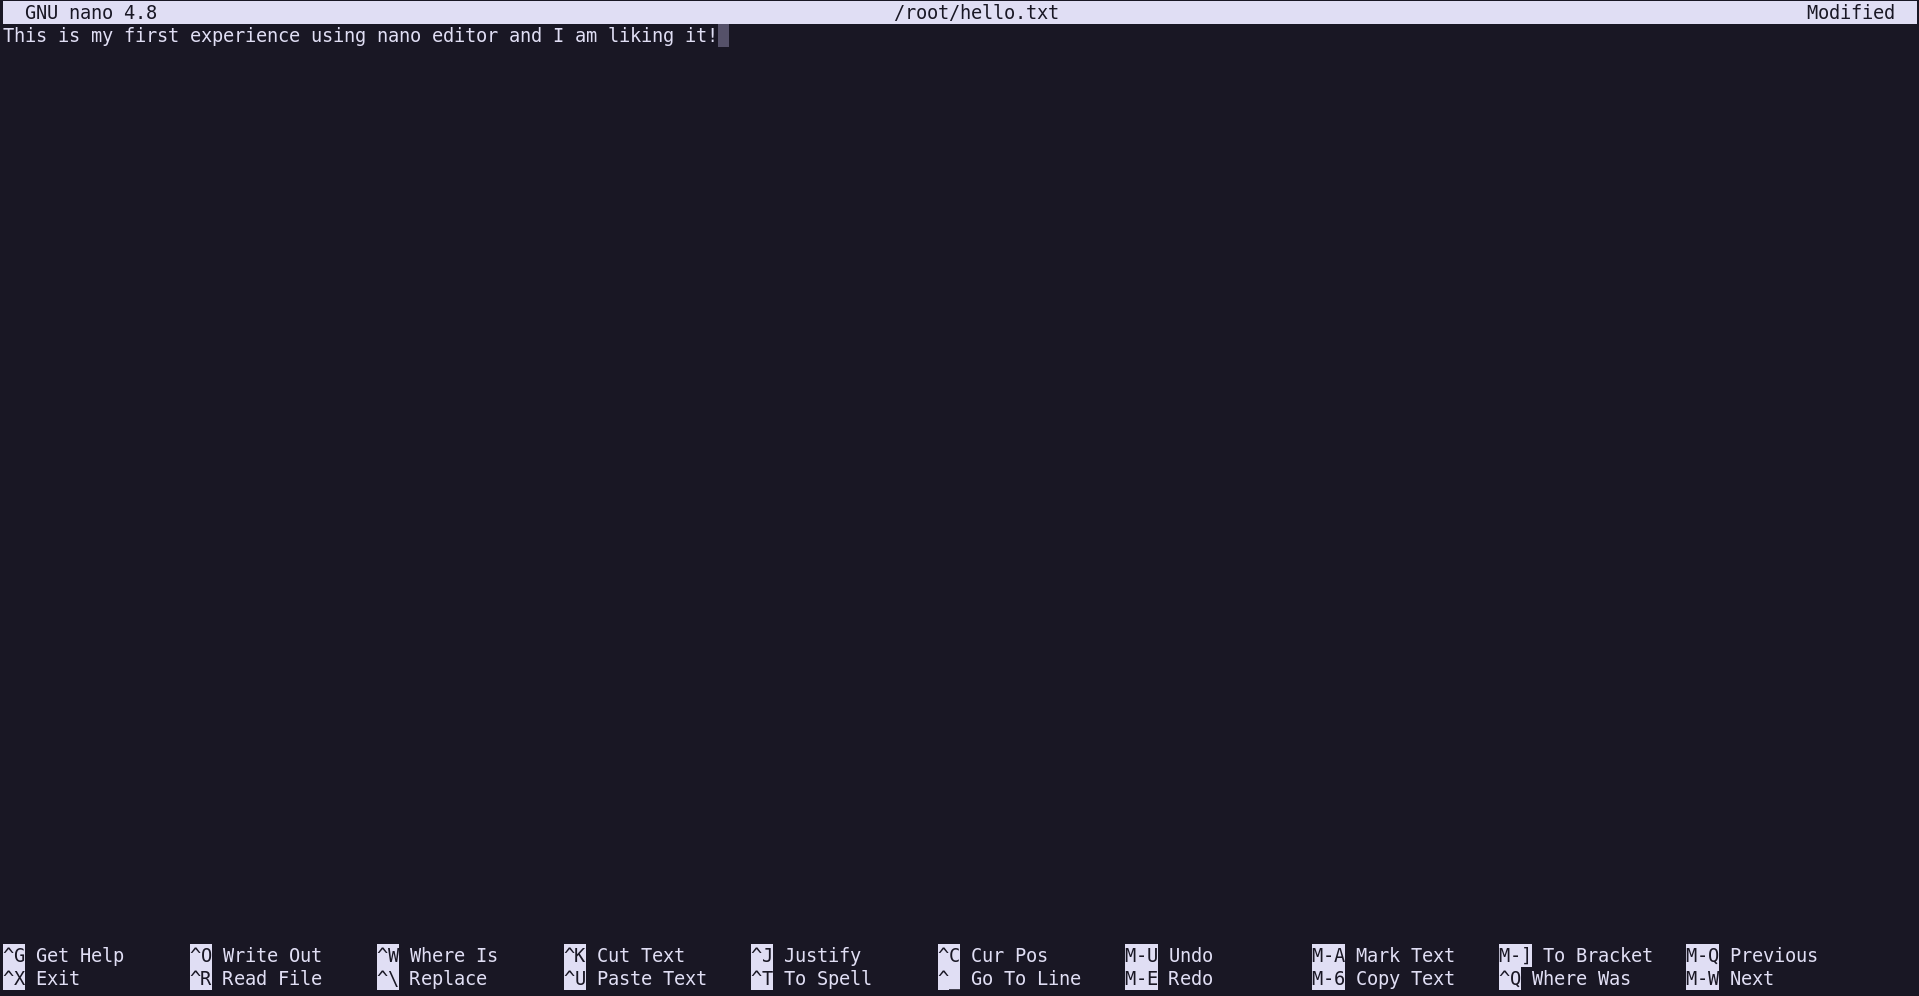 GNU nano 4.8 /root/hello.txt Modified
This is my first experience using nano editor and I am liking it!
^G Get Help ^O Write Out ^W Where Is ^K Cut Text ^J Justify ^C Cur Pos M-U Undo M-A Mark Text M-] To Bracket M-Q Previous
^X Exit ^R Read File ^\ Replace ^U Paste Text ^T To Spell ^_ Go To Line M-E Redo M-6 Copy Text ^Q Where Was M-W Next